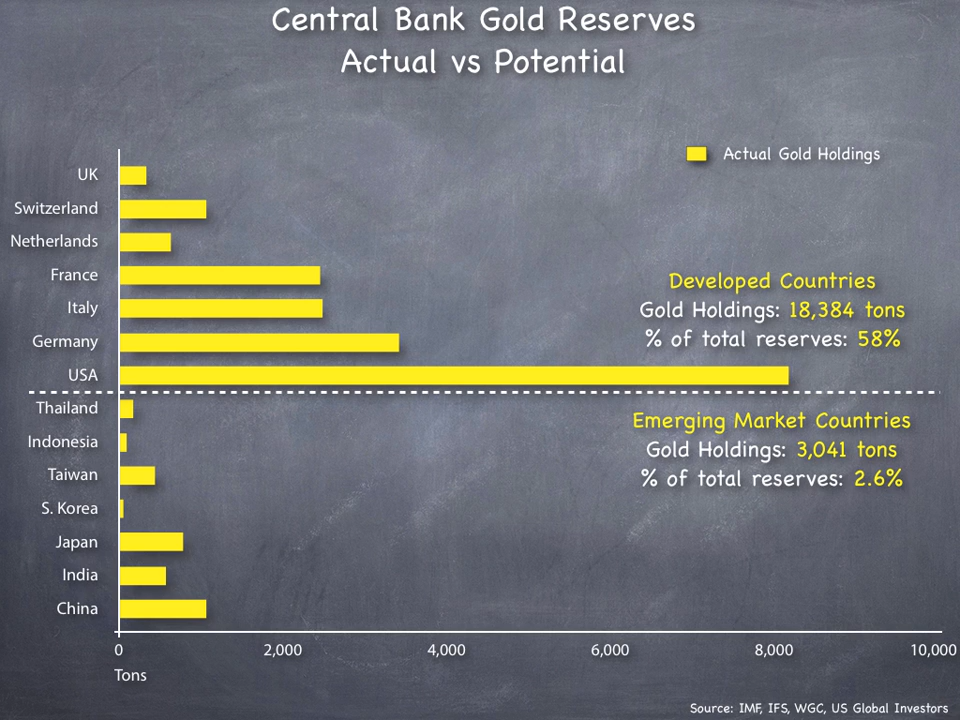 Central Bank Gold Reserves
Actual vs Potential
Actual Gold Holdings
UK
Switzerland
Netherlands
France
Italy
Germany
USA
Developed Countries
Gold Holdings: 18,384 tons
% of total reserves: 58%
Thailand
Indonesia
Taiwan
S. Korea
Japan
India
China
Emerging Market Countries
Gold Holdings: 3,041 tons
% of total reserves: 2.6%
0 2,000 4,000 6,000 8,000 10,000
Tons
Source: IMF, IFS, WGC, US Global Investors